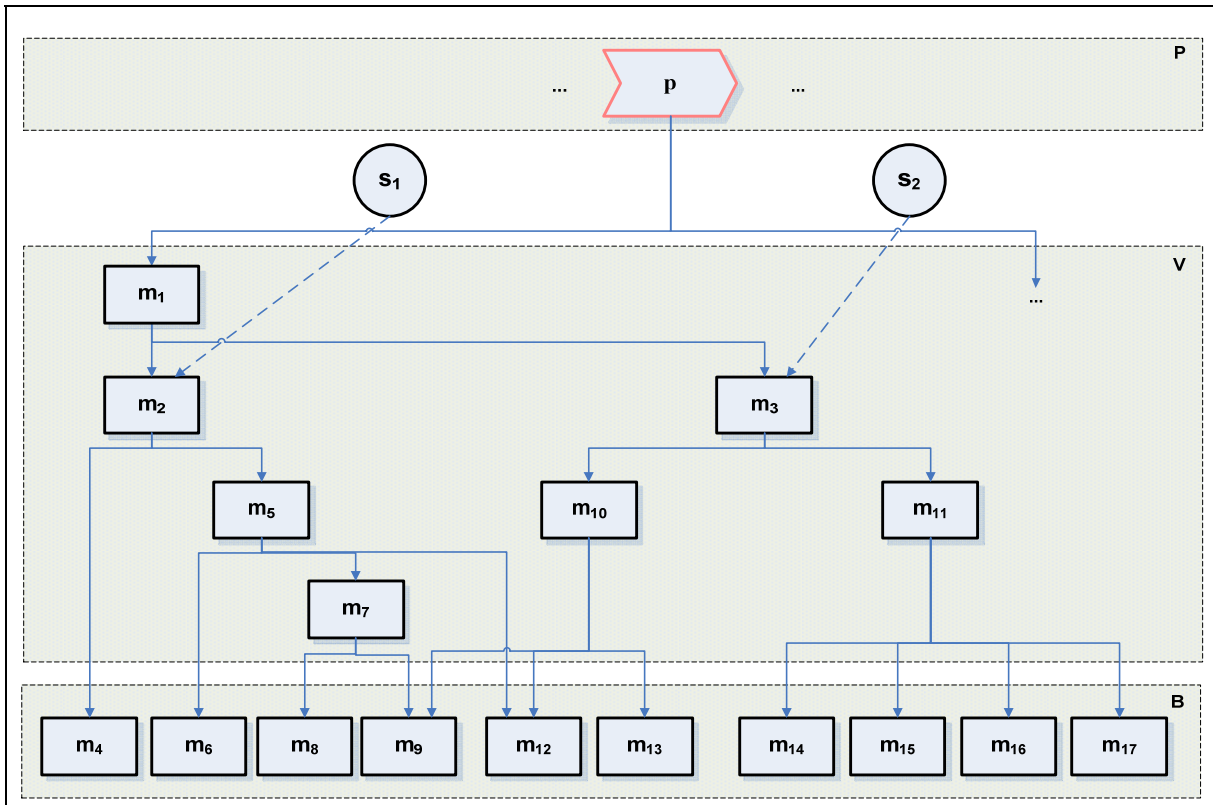 P
... p ...
s₁ s₂
V
m₁
...
m₂ m₃
m₅ m₁₀ m₁₁
m₇
B
m₄ m₆ m₈ m₉ m₁₂ m₁₃ m₁₄ m₁₅ m₁₆ m₁₇